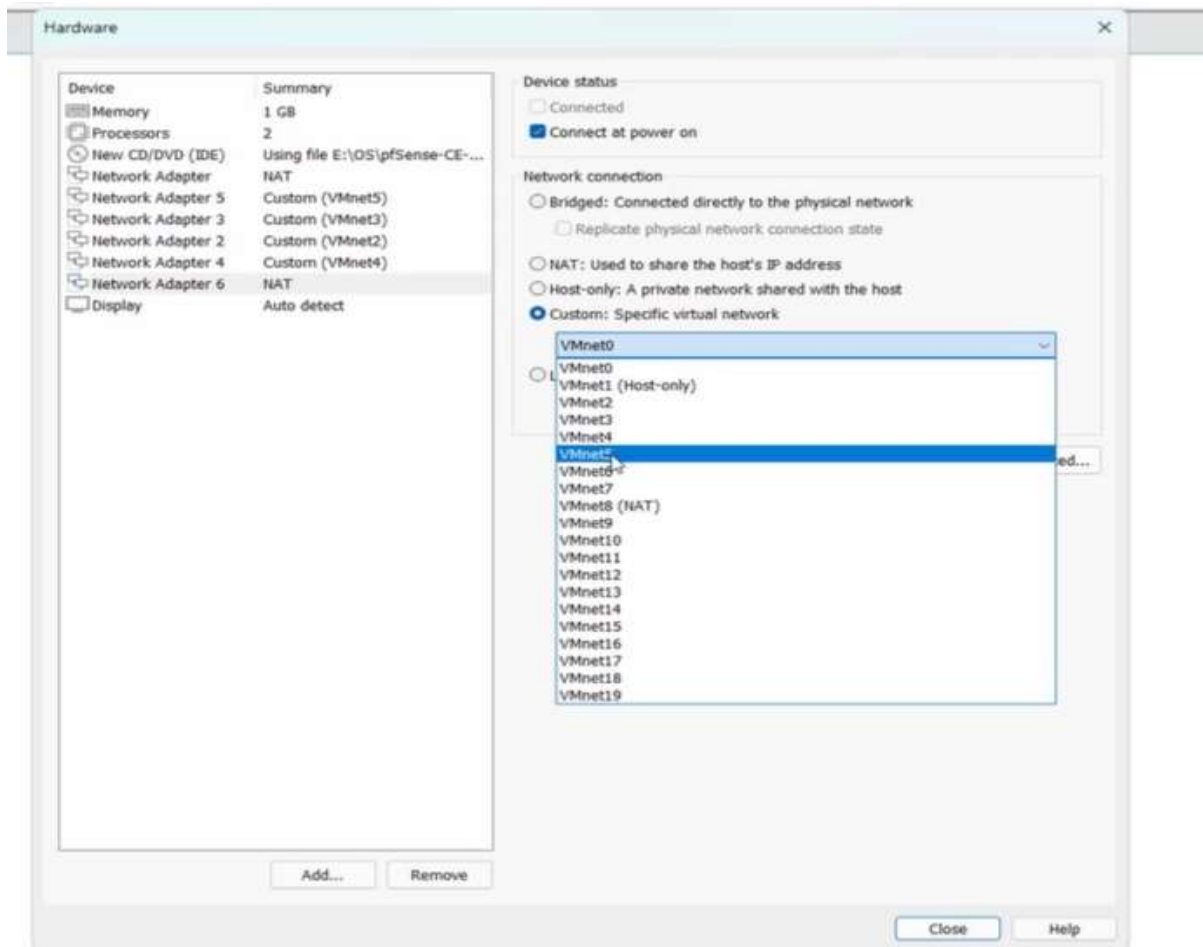 Hardware
Device Summary
Memory 1 GB
Processors 2
New CD/DVD (IDE) Using file E:\OS\pfSense-CE-...
Network Adapter NAT
Network Adapter 5 Custom (VMnet5)
Network Adapter 3 Custom (VMnet3)
Network Adapter 2 Custom (VMnet2)
Network Adapter 4 Custom (VMnet4)
Network Adapter 6 NAT
Display Auto detect
Add... Remove
Device status
Connected
Connect at power on
Network connection
Bridged: Connected directly to the physical network
Replicate physical network connection state
NAT: Used to share the host's IP address
Host-only: A private network shared with the host
Custom: Specific virtual network
VMnet0
L
VMnet0
VMnet1 (Host-only)
VMnet2
VMnet3
VMnet4
VMnet5
VMnet6
VMnet7
VMnet8 (NAT)
VMnet9
VMnet10
VMnet11
VMnet12
VMnet13
VMnet14
VMnet15
VMnet16
VMnet17
VMnet18
VMnet19
ed...
Close Help